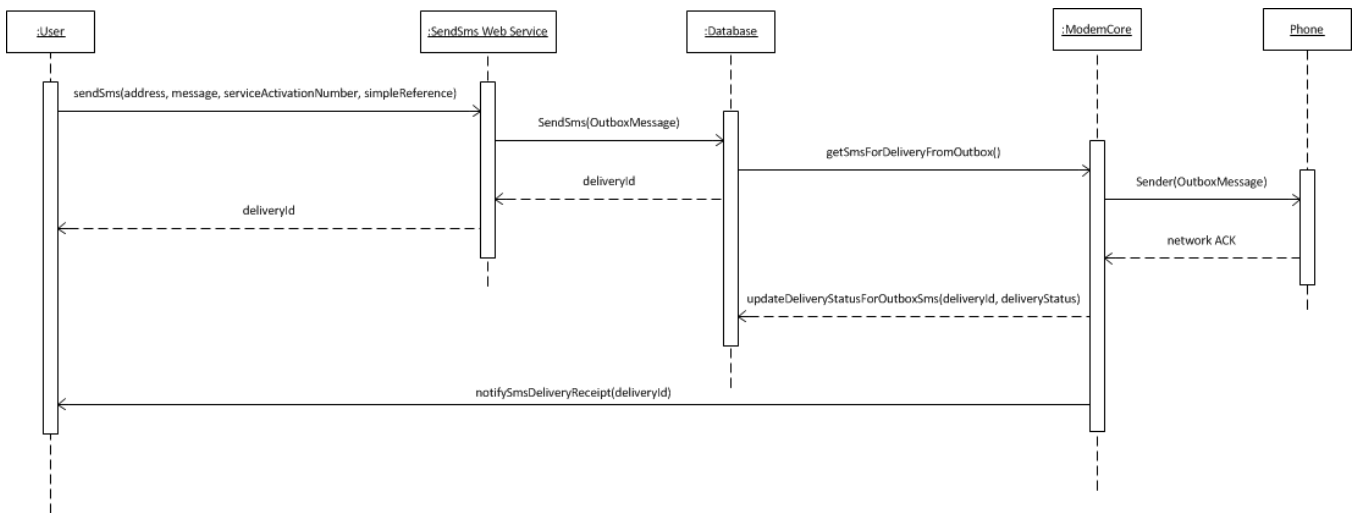 :User
:SendSms Web Service
:Database
:ModemCore
Phone
sendSms(address, message, serviceActivationNumber, simpleReference)
SendSms(OutboxMessage)
getSmsForDeliveryFromOutbox()
deliveryId
Sender(OutboxMessage)
deliveryId
network ACK
updateDeliveryStatusForOutboxSms(deliveryId, deliveryStatus)
notifySmsDeliveryReceipt(deliveryId)